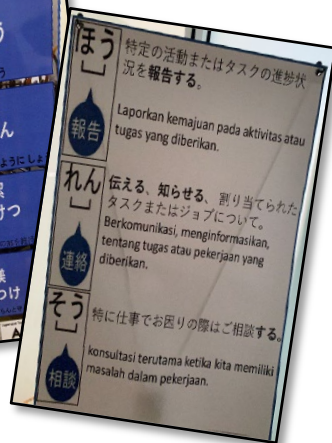 う
ん
ように しょ
潔
けつ
つけ
ほう
報告
特定の活動またはタスクの進捗状
況を報告する。
Laporkan kemajuan pada aktivitas atau
tugas yang diberikan.
れん
連絡
伝える、知らせる、割り当てられた
タスクまたはジョブについて。
Berkomunikasi, menginformasikan,
tentang tugas atau pekerjaan yang
diberikan.
そう
相談
特に仕事でお困りの際はご相談する。
konsultasi terutama ketika kita memiliki
masalah dalam pekerjaan.